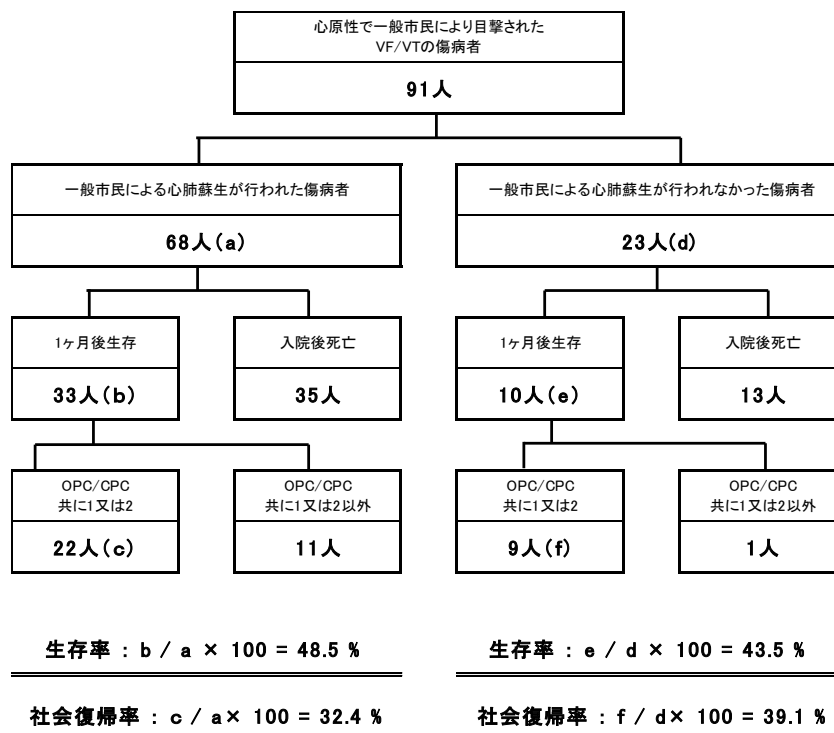 心原性で一般市民により目撃された
VF/VTの傷病者
91人
一般市民による心肺蘇生が行われた傷病者
68人(a)
一般市民による心肺蘇生が行われなかった傷病者
23人(d)
1ヶ月後生存
33人(b)
入院後死亡
35人
1ヶ月後生存
10人(e)
入院後死亡
13人
OPC/CPC
共に1又は2
22人(c)
OPC/CPC
共に1又は2以外
11人
OPC/CPC
共に1又は2
9人(f)
OPC/CPC
共に1又は2以外
1人
生存率 : b / a × 100 = 48.5 %
生存率 : e / d × 100 = 43.5 %
社会復帰率 : c / a× 100 = 32.4 %
社会復帰率 : f / d× 100 = 39.1 %